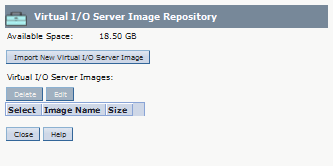 Virtual I/O Server Image Repository
Available Space: 18.50 GB
Import New Virtual I/O Server Image
Virtual I/O Server Images:
Delete Edit
Select Image Name Size
Close Help